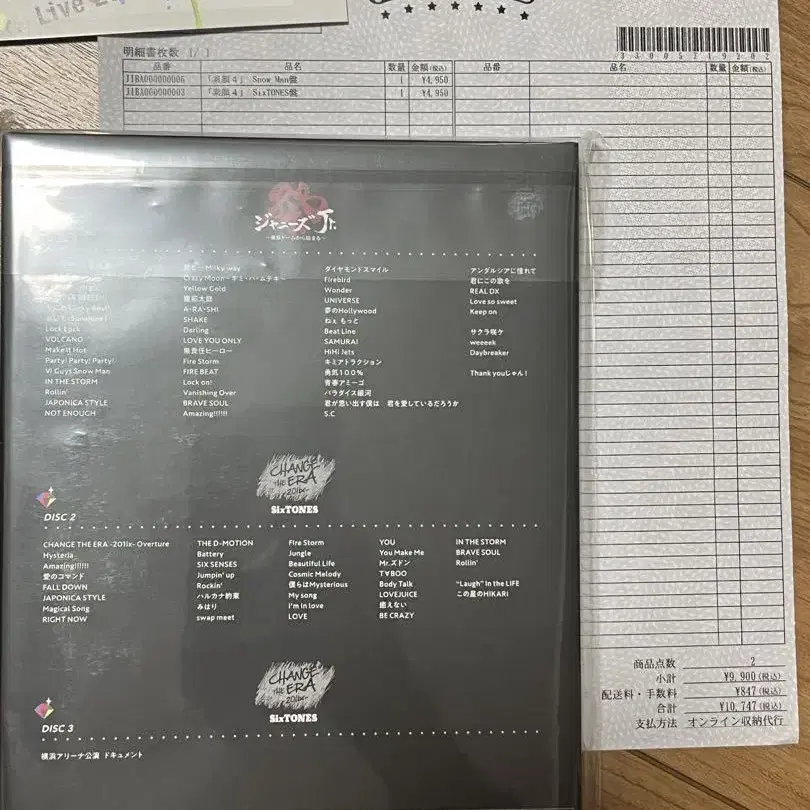 Live
明細書枚数 1/ 1
33005719202
品番 品名 数量 金額(税込) 品番 品名 数量 金額(税込)
JIBA000000006 「素顔4」 Snow Man盤 1 ¥4,950
JIBA000000003 「素顔4」 SixTONES盤 1 ¥4,950
ジャニーズJr.
〜東京ドームから始まる〜
Milky way
Crazy Moon〜キミ・ハ・ムテキ〜
Yellow Gold
A・RA・SHI
SHAKE
Lock Lock
Darling
VOLCANO
LOVE YOU ONLY
Make it Hot
無責任ヒーロー
Party! Party! Party!
Fire Storm
Vi Guys Snow Man
FIRE BEAT
IN THE STORM
Lock on!
Rollin'
Vanishing Over
JAPONICA STYLE
BRAVE SOUL
NOT ENOUGH
Amazing!!!!!!
ダイヤモンドスマイル
Firebird
Wonder
UNIVERSE
夢のHollywood
ねぇ もっと
Beat Line
SAMURAI
HiHi Jets
キミアトラクション
勇気100%
青春アミーゴ
パラダイス銀河
君が思い出す僕は 君を愛しているだろうか
S.C
アンダルシアに憧れて
君にこの歌を
REAL DX
Love so sweet
Keep on
サクラ咲ケ
weeeek
Daybreaker
Thank youじゃん!
CHANGE
THE ERA
-201ix-
SixTONES
DISC 2
CHANGE THE ERA -201ix- Overture
Hysteria
Amazing!!!!!!
愛のコマンド
FALL DOWN
JAPONICA STYLE
Magical Song
RIGHT NOW
THE D-MOTION
Battery
SIX SENSES
Jumpin' up
Rockin'
ハルカナ約束
みはり
swap meet
Fire Storm
Jungle
Beautiful Life
Cosmic Melody
僕らはMysterious
My song
I'm in love
LOVE
YOU
You Make Me
Mr.ズドン
T∀BOO
Body Talk
LOVEJUICE
癒えない
BE CRAZY
IN THE STORM
BRAVE SOUL
Rollin'
"Laugh" in the LIFE
この星のHIKARI
CHANGE
THE ERA
-201ix-
SixTONES
DISC 3
横浜アリーナ公演 ドキュメント
商品点数 2
小計 ¥9,900(税込)
配送料・手数料 ¥847(税込)
合計 ¥10,747(税込)
支払方法 オンライン収納代行